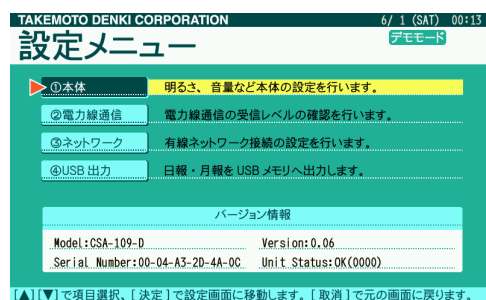 TAKEMOTO DENKI CORPORATION 6/ 1 (SAT) 00:13
設定メニュー デモモード
①本体 明るさ、音量など本体の設定を行います。
②電力線通信 電力線通信の受信レベルの確認を行います。
③ネットワーク 有線ネットワーク接続の設定を行います。
④USB 出力 日報・月報を USB メモリへ出力します。
バージョン情報
Model:CSA-109-D Version:0.06
Serial Number:00-04-A3-2D-4A-0C Unit Status:OK(0000)
[▲][▼]で項目選択、[決定]で設定画面に移動します。[取消]で元の画面に戻ります。